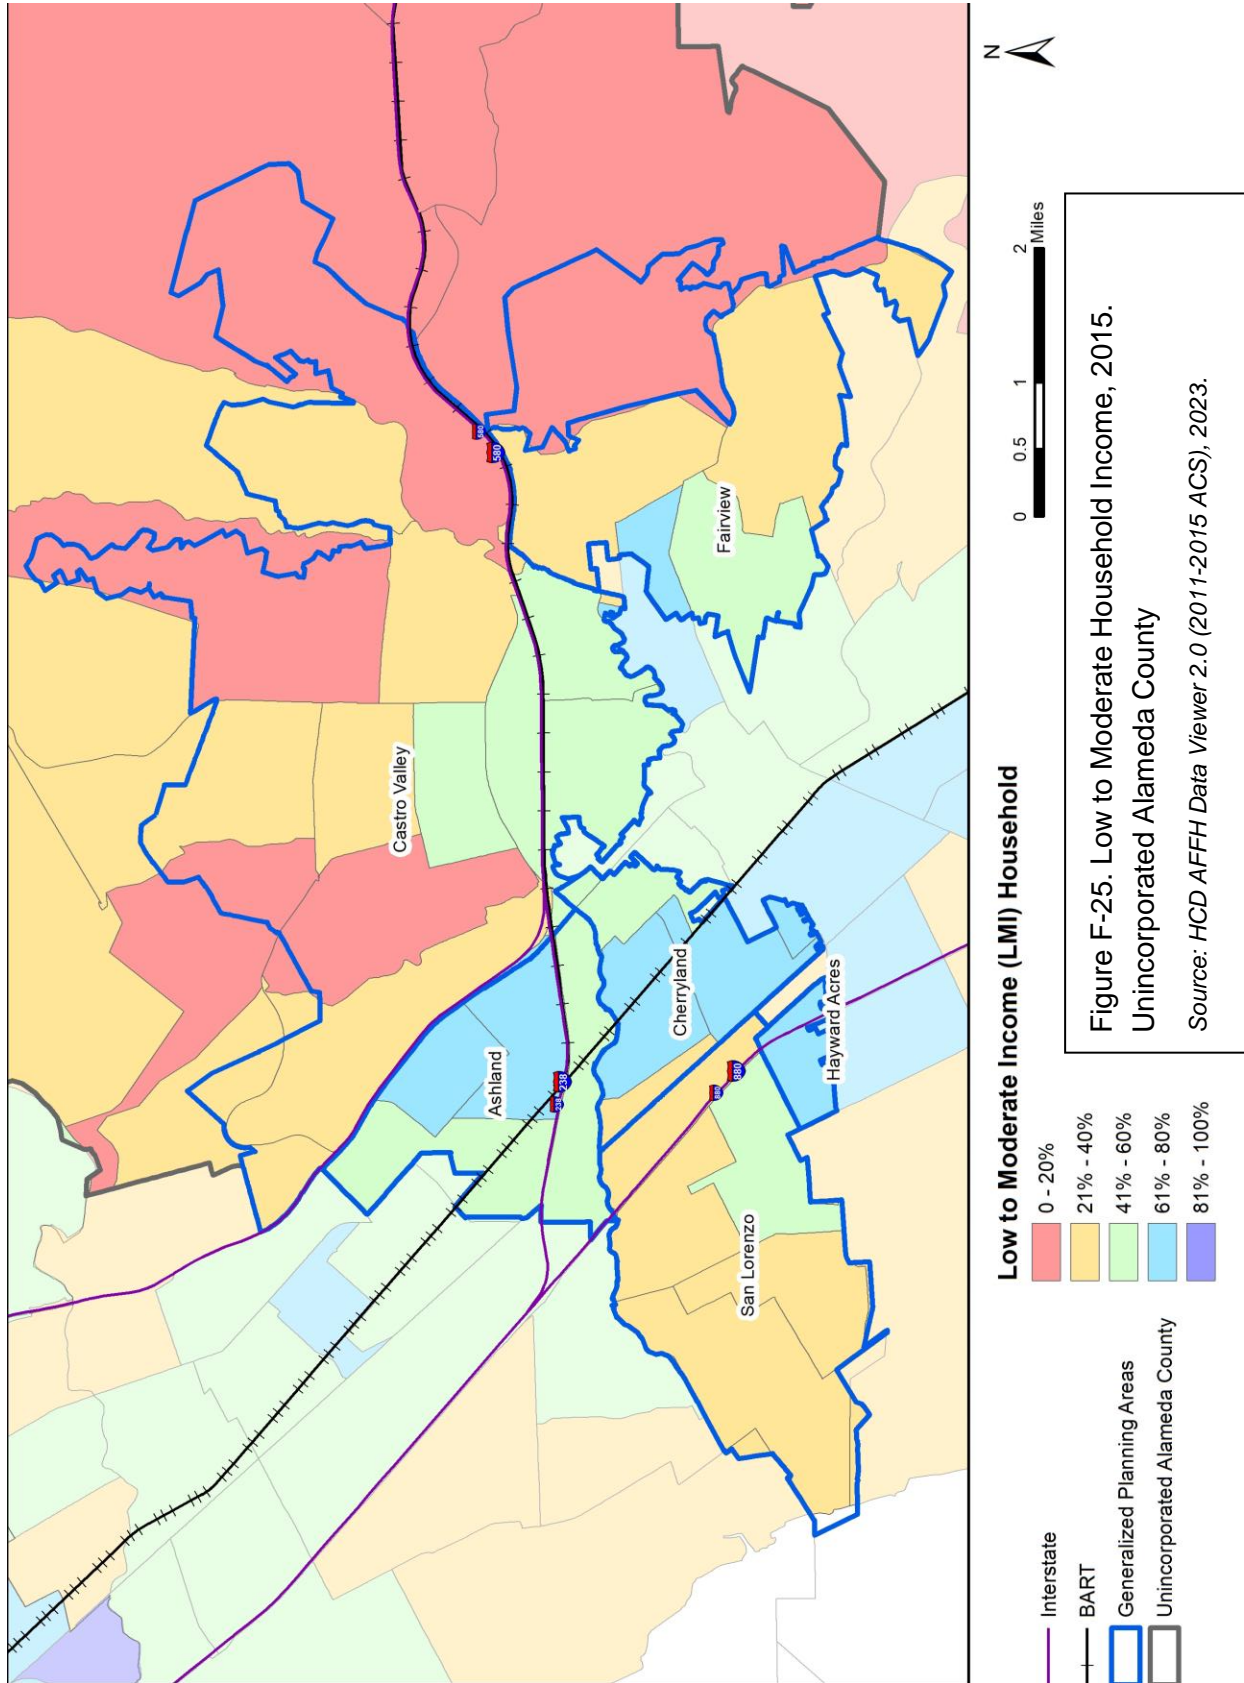 Castro Valley
Ashland
Cherryland
Hayward Acres
San Lorenzo
Fairview
580
580
238
238
880
880
N
0 0.5 1 2
Miles
Low to Moderate Income (LMI) Household
Interstate
BART
Generalized Planning Areas
Unincorporated Alameda County
0 - 20%
21% - 40%
41% - 60%
61% - 80%
81% - 100%
Figure F-25. Low to Moderate Household Income, 2015.
Unincorporated Alameda County
Source: HCD AFFH Data Viewer 2.0 (2011-2015 ACS), 2023.